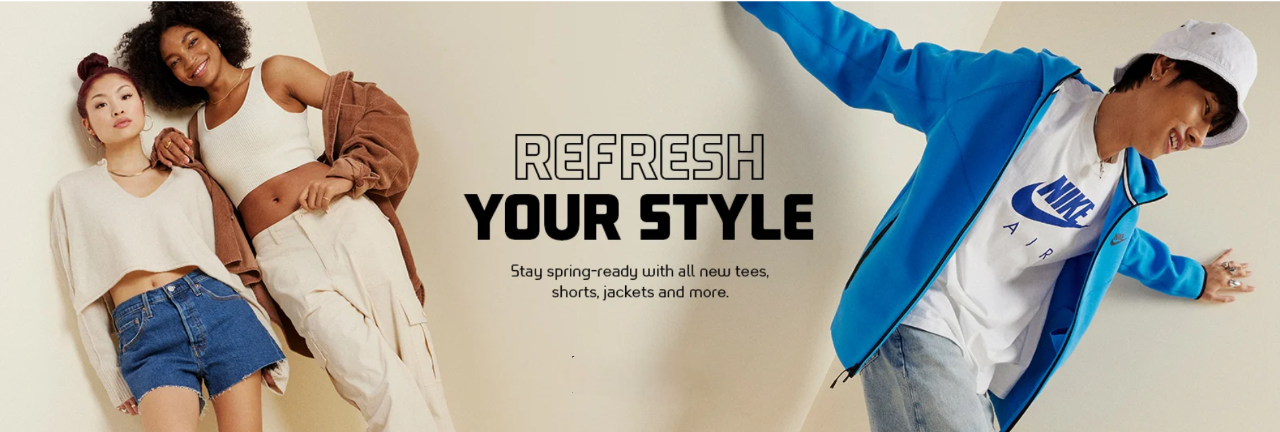 REFRESH
YOUR STYLE
Stay spring-ready with all new tees,
shorts, jackets and more.
NIKE
AIR